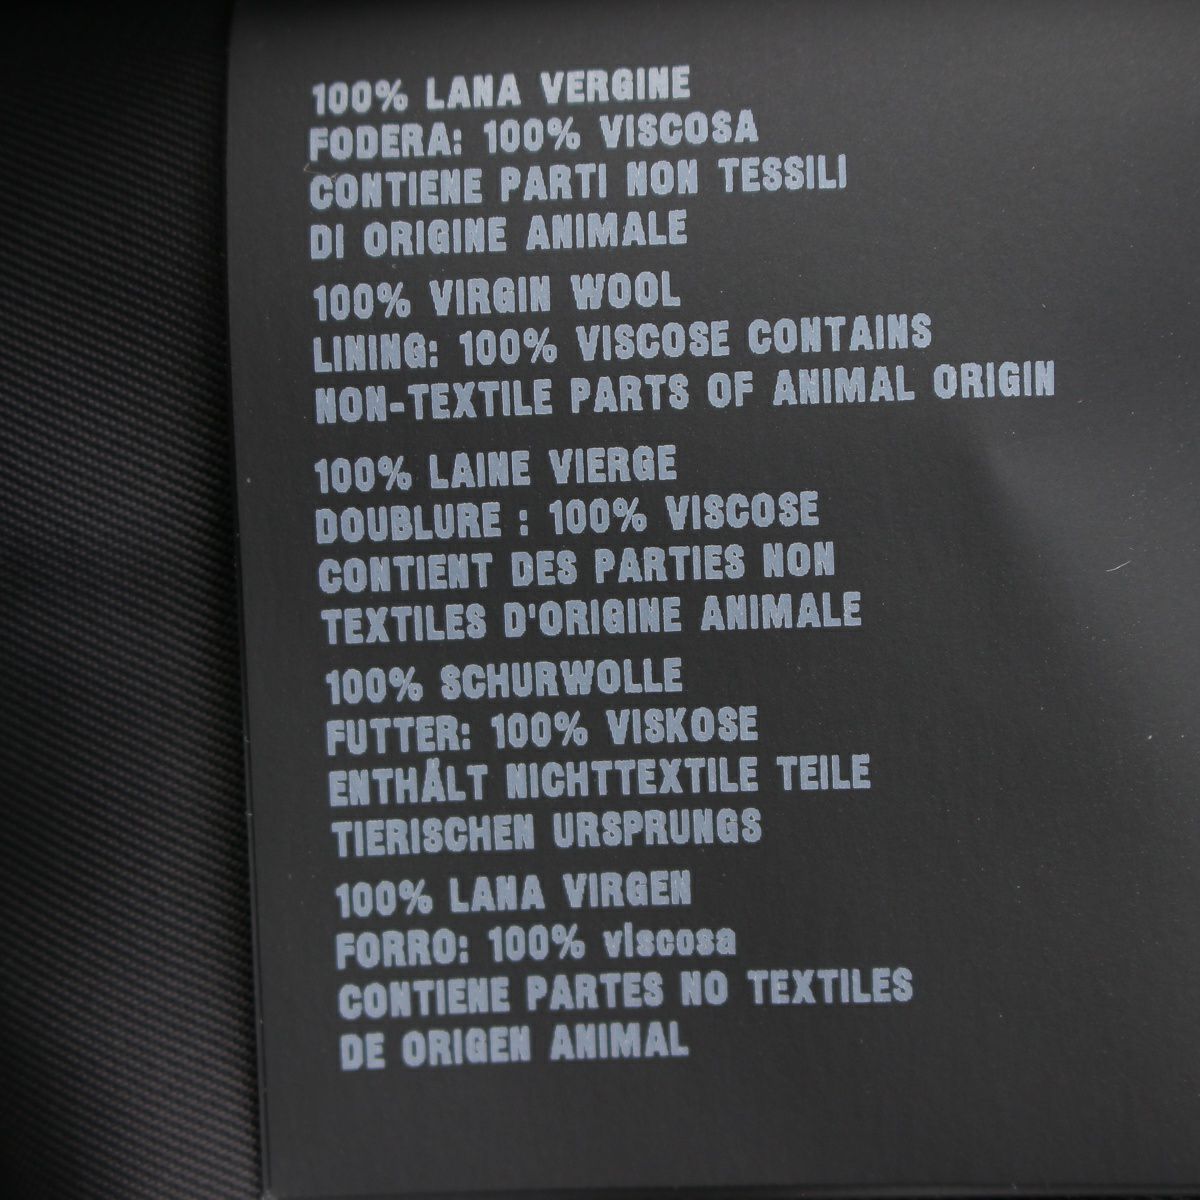 100% LANA VERGINE
FODERA: 100% VISCOSA
CONTIENE PARTI NON TESSILI
DI ORIGINE ANIMALE
100% VIRGIN WOOL
LINING: 100% VISCOSE CONTAINS
NON-TEXTILE PARTS OF ANIMAL ORIGIN
100% LAINE VIERGE
DOUBLURE : 100% VISCOSE
CONTIENT DES PARTIES NON
TEXTILES D'ORIGINE ANIMALE
100% SCHURWOLLE
FUTTER: 100% VISKOSE
ENTHÄLT NICHTTEXTILE TEILE
TIERISCHEN URSPRUNGS
100% LANA VIRGEN
FORRO: 100% viscosa
CONTIENE PARTES NO TEXTILES
DE ORIGEN ANIMAL